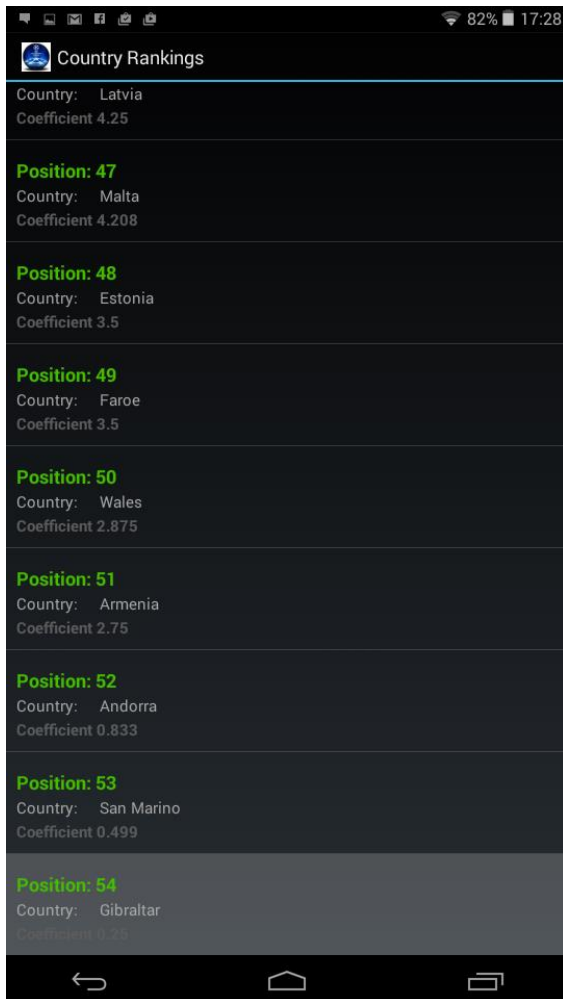 82% 17:28
Country Rankings
Country: Latvia
Coefficient 4.25
Position: 47
Country: Malta
Coefficient 4.208
Position: 48
Country: Estonia
Coefficient 3.5
Position: 49
Country: Faroe
Coefficient 3.5
Position: 50
Country: Wales
Coefficient 2.875
Position: 51
Country: Armenia
Coefficient 2.75
Position: 52
Country: Andorra
Coefficient 0.833
Position: 53
Country: San Marino
Coefficient 0.499
Position: 54
Country: Gibraltar
Coefficient 0.25